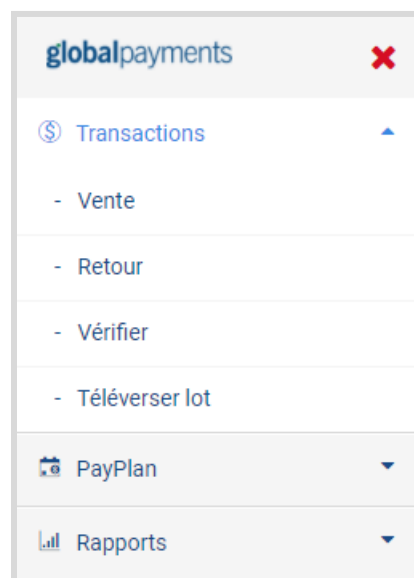 globalpayments
Transactions
- Vente
- Retour
- Vérifier
- Téléverser lot
PayPlan
Rapports